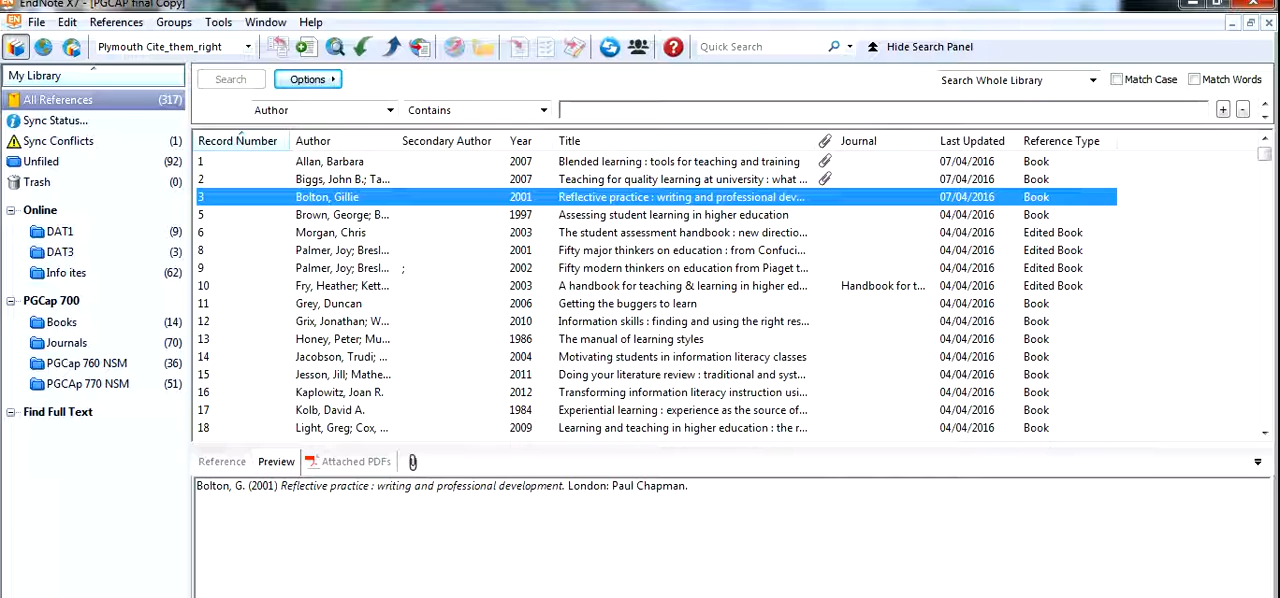 EndNote X7 - [PGCAP final Copy]
File Edit References Groups Tools Window Help
Plymouth Cite_them_right Quick Search Hide Search Panel
My Library
All References (317)
Sync Status...
Sync Conflicts (1)
Unfiled (92)
Trash (0)
Online
DAT1 (9)
DAT3 (3)
Info ites (62)
PGCap 700
Books (14)
Journals (70)
PGCap 760 NSM (36)
PGCAp 770 NSM (51)
Find Full Text
Search Options Search Whole Library Match Case Match Words
Author Contains + -
Record Number Author Secondary Author Year Title Journal Last Updated Reference Type
1 Allan, Barbara 2007 Blended learning : tools for teaching and training 07/04/2016 Book
2 Biggs, John B.; Ta... 2007 Teaching for quality learning at university : what ... 07/04/2016 Book
3 Bolton, Gillie 2001 Reflective practice : writing and professional dev... 07/04/2016 Book
5 Brown, George; B... 1997 Assessing student learning in higher education 04/04/2016 Book
6 Morgan, Chris 2003 The student assessment handbook : new directio... 04/04/2016 Edited Book
8 Palmer, Joy; Bresl... 2001 Fifty major thinkers on education : from Confuci... 04/04/2016 Edited Book
9 Palmer, Joy; Bresl... ; 2002 Fifty modern thinkers on education from Piaget t... 04/04/2016 Edited Book
10 Fry, Heather; Kett... 2003 A handbook for teaching & learning in higher ed... Handbook for t... 04/04/2016 Edited Book
11 Grey, Duncan 2006 Getting the buggers to learn 04/04/2016 Book
12 Grix, Jonathan; W... 2010 Information skills : finding and using the right res... 04/04/2016 Book
13 Honey, Peter; Mu... 1986 The manual of learning styles 04/04/2016 Book
14 Jacobson, Trudi; ... 2004 Motivating students in information literacy classes 04/04/2016 Book
15 Jesson, Jill; Mathe... 2011 Doing your literature review : traditional and syst... 04/04/2016 Book
16 Kaplowitz, Joan R. 2012 Transforming information literacy instruction usi... 04/04/2016 Book
17 Kolb, David A. 1984 Experiential learning : experience as the source of... 04/04/2016 Book
18 Light, Greg; Cox, ... 2009 Learning and teaching in higher education : the r... 04/04/2016 Book
Reference Preview Attached PDFs
Bolton, G. (2001) Reflective practice : writing and professional development. London: Paul Chapman.